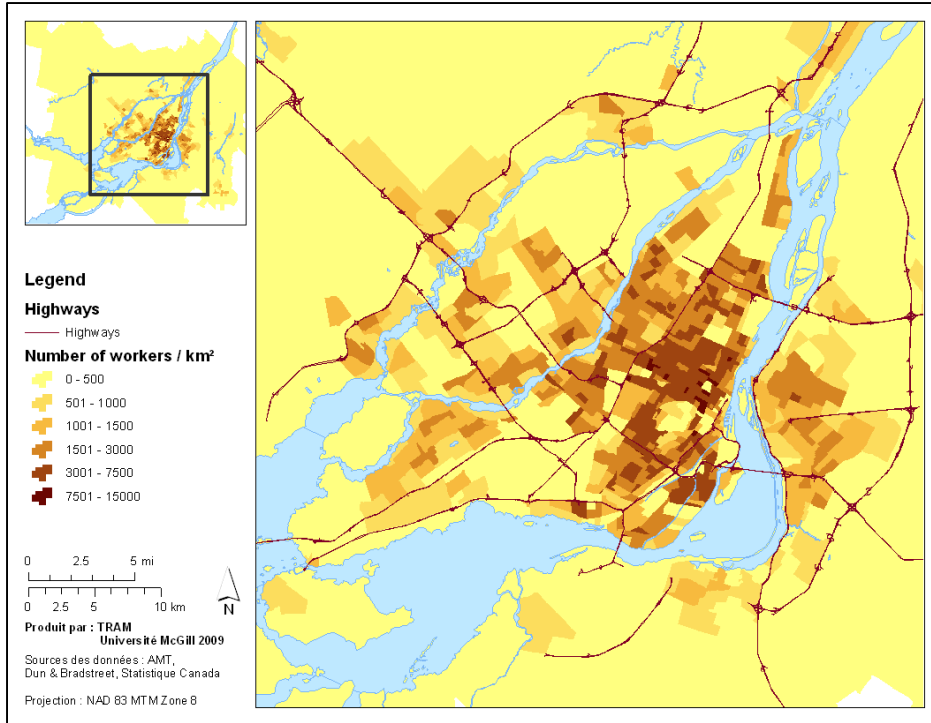 Legend
Highways
Highways
Number of workers / km²
0 - 500
501 - 1000
1001 - 1500
1501 - 3000
3001 - 7500
7501 - 15000
0 2.5 5 mi
0 2.5 5 10 km
N
Produit par : TRAM
Université McGill 2009
Sources des données : AMT,
Dun & Bradstreet, Statistique Canada
Projection : NAD 83 MTM Zone 8